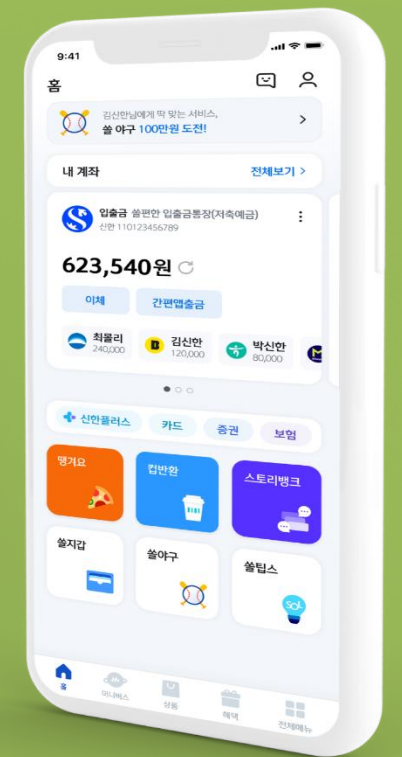 9:41
홈
김신한님에게 딱 맞는 서비스,
쏠 야구 100만원 도전!
내 계좌
전체보기
입출금 쏠편한 입출금통장(저축예금)
신한 110123456789
623,540원
이체
간편앱출금
최몰리
240,000
B
김신한
120,000
박신한
80,000
신한플러스
카드
증권
보험
땡겨요
컵반환
스토리뱅크
쏠지갑
쏠야구
쏠팁스
SOL
홈
머니버스
상품
혜택
전체메뉴